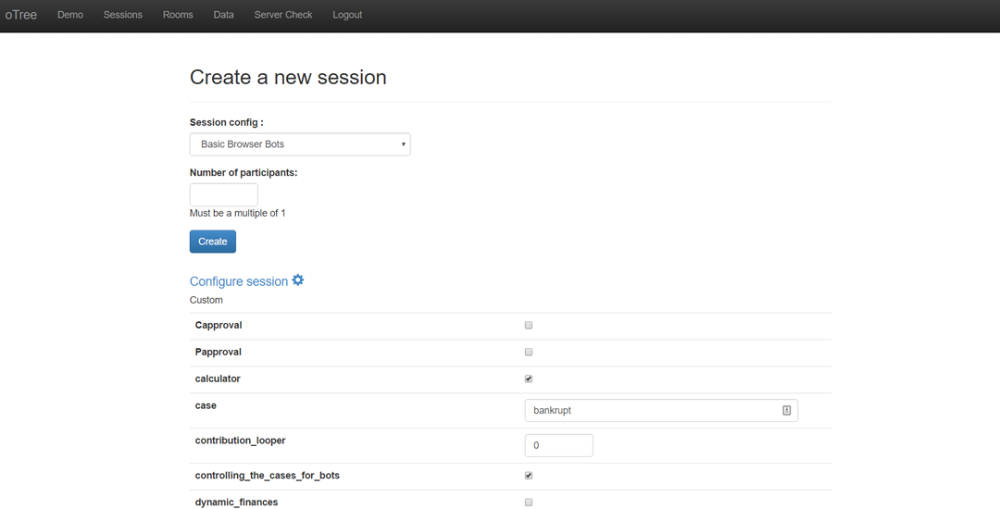 oTree Demo Sessions Rooms Data Server Check Logout
Create a new session
Session config :
Basic Browser Bots
Number of participants:
Must be a multiple of 1
Create
Configure session
Custom
Capproval
Papproval
calculator
case bankrupt
contribution_looper 0
controlling_the_cases_for_bots
dynamic_finances